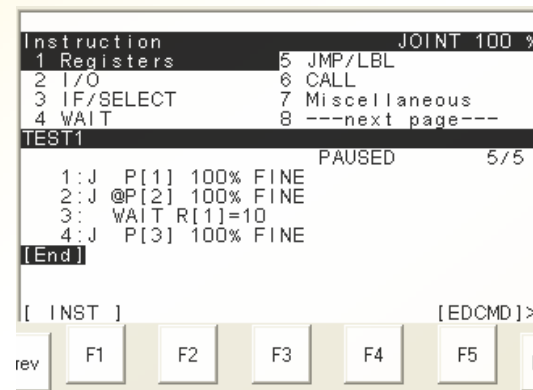 Instruction JOINT 100 %
1 Registers 5 JMP/LBL
2 I/O 6 CALL
3 IF/SELECT 7 Miscellaneous
4 WAIT 8 ---next page---
TEST1
PAUSED 5/5
1:J P[1] 100% FINE
2:J @P[2] 100% FINE
3: WAIT R[1]=10
4:J P[3] 100% FINE
[End]
[ INST ] [EDCMD]>
rev F1 F2 F3 F4 F5